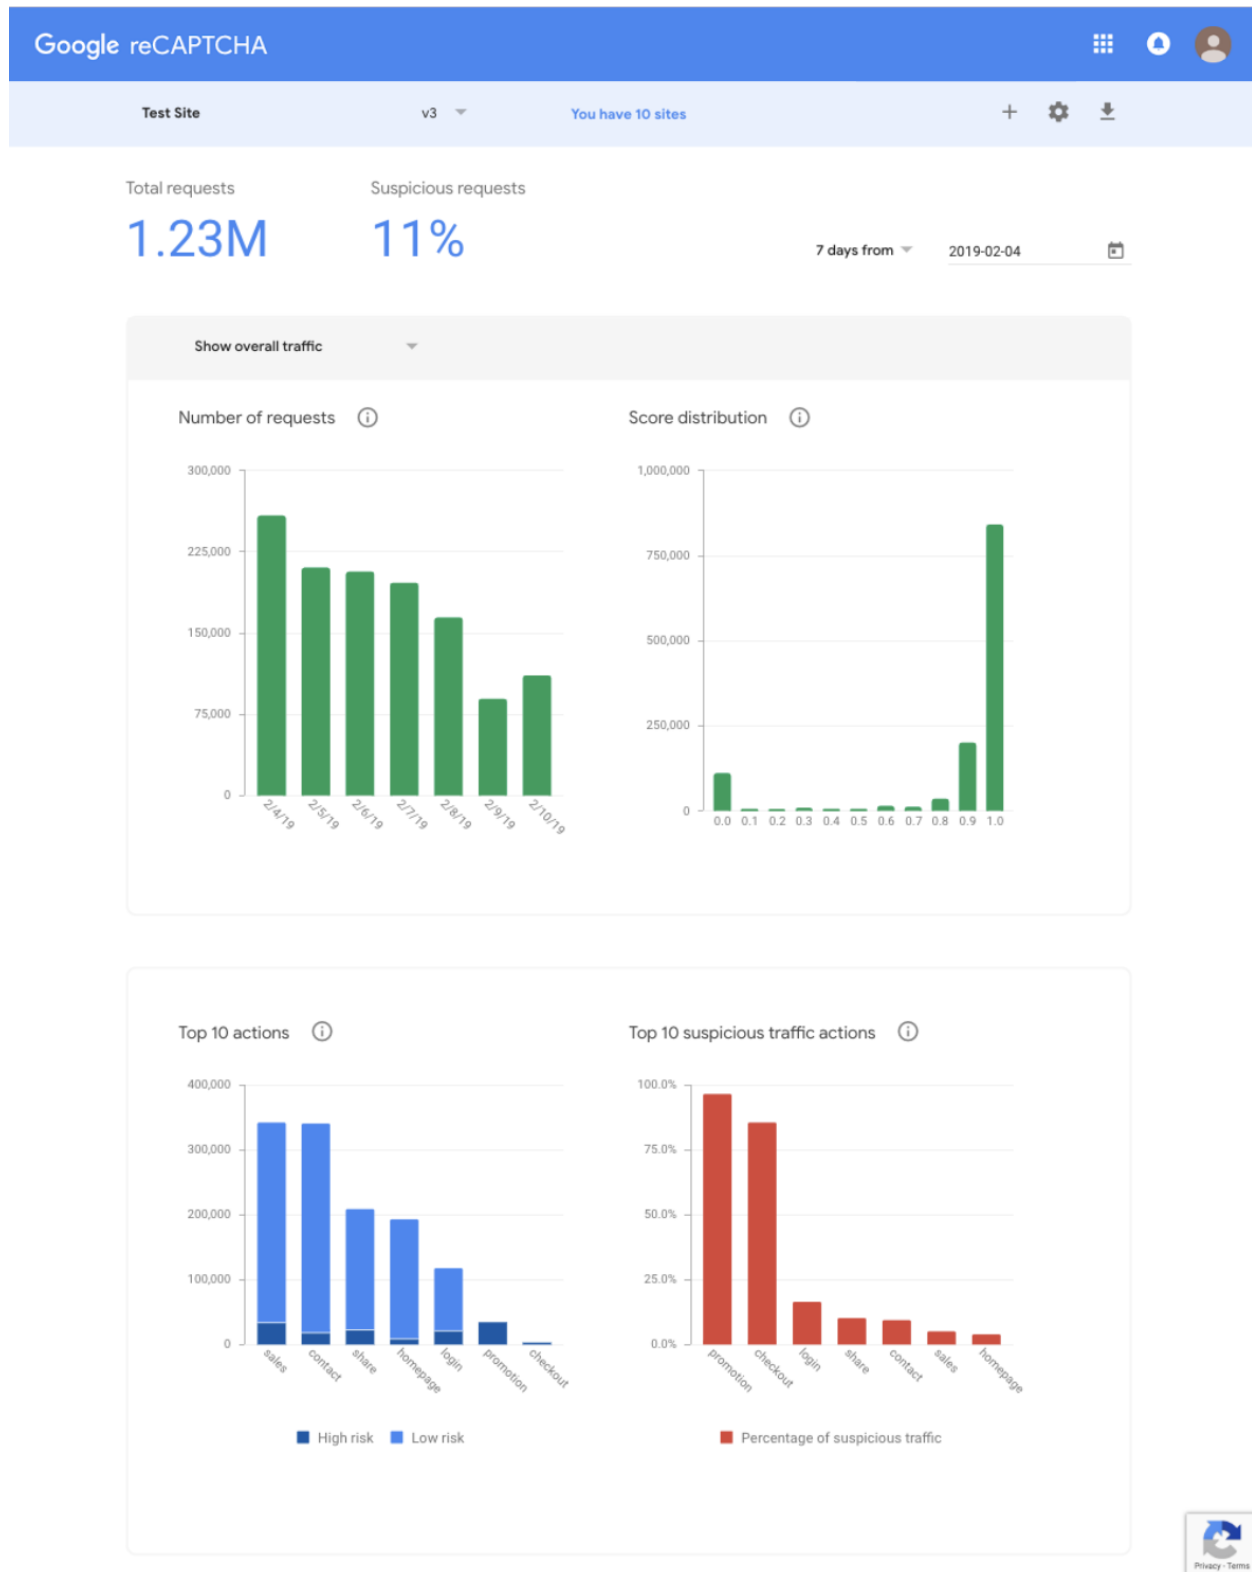 Google reCAPTCHA
Test Site v3 You have 10 sites
Total requests Suspicious requests
1.23M 11%
7 days from 2019-02-04
Show overall traffic
Number of requests Score distribution
300,000
225,000
150,000
75,000
0
2/4/19 2/5/19 2/6/19 2/7/19 2/8/19 2/9/19 2/10/19
1,000,000
750,000
500,000
250,000
0
0.0 0.1 0.2 0.3 0.4 0.5 0.6 0.7 0.8 0.9 1.0
Top 10 actions Top 10 suspicious traffic actions
400,000
300,000
200,000
100,000
0
sales contact share homepage login promotion checkout
High risk Low risk
100.0%
75.0%
50.0%
25.0%
0.0%
promotion checkout login share contact sales homepage
Percentage of suspicious traffic
Privacy - Terms